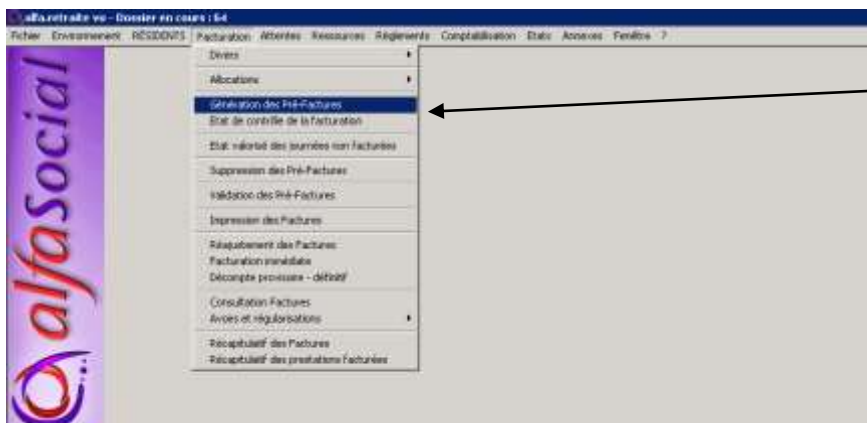 alfa.retraite v0 - Dossier en cours : 64
Fichier Environnement RÉSIDENTS Facturation Attentes Ressources Règlements Comptabilisation Etats Annexes Fenêtre ?
Divers
Allocations
Génération des Pré-Factures
Etat de contrôle de la facturation
Etat valorisé des journées non facturées
Suppression des Pré-Factures
Validation des Pré-Factures
Impression des Factures
Réajustement des Factures
Facturation immédiate
Décompte provisoire - définitif
Consultation Factures
Avoirs et régularisations
Récapitulatif des Factures
Récapitulatif des prestations facturées
alfaSocial